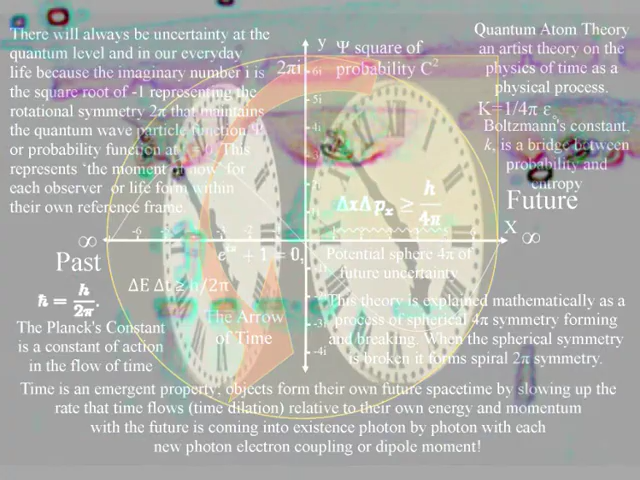 There will always be uncertainty at the
quantum level and in our everyday
life because the imaginary number i is
the square root of -1 representing the
rotational symmetry 2π that maintains
the quantum wave particle function Ψ
or probability function at t = 0. This
represents ‘the moment of now’ for
each observer or life form within
their own reference frame.
y
2πi
6i
5i
4i
Ψ square of
probability C²
Quantum Atom Theory
an artist theory on the
physics of time as a
physical process.
K=1/4π ε。
Boltzmann's constant,
k, is a bridge between
probability and
entropy
Future
X
∞
ΔxΔpₓ ≥ h/4π
-6
∞
Past
e^iπ + 1 = 0,
Potential sphere 4π of
future uncertainty
ħ = h/2π.
ΔE Δt ≥ h/2π
The Planck's Constant
is a constant of action
in the flow of time
The Arrow
of Time
-3i
-4i
This theory is explained mathematically as a
process of spherical 4π symmetry forming
and breaking. When the spherical symmetry
is broken it forms spiral 2π symmetry.
Time is an emergent property: objects form their own future spacetime by slowing up the
rate that time flows (time dilation) relative to their own energy and momentum
with the future is coming into existence photon by photon with each
new photon electron coupling or dipole moment!